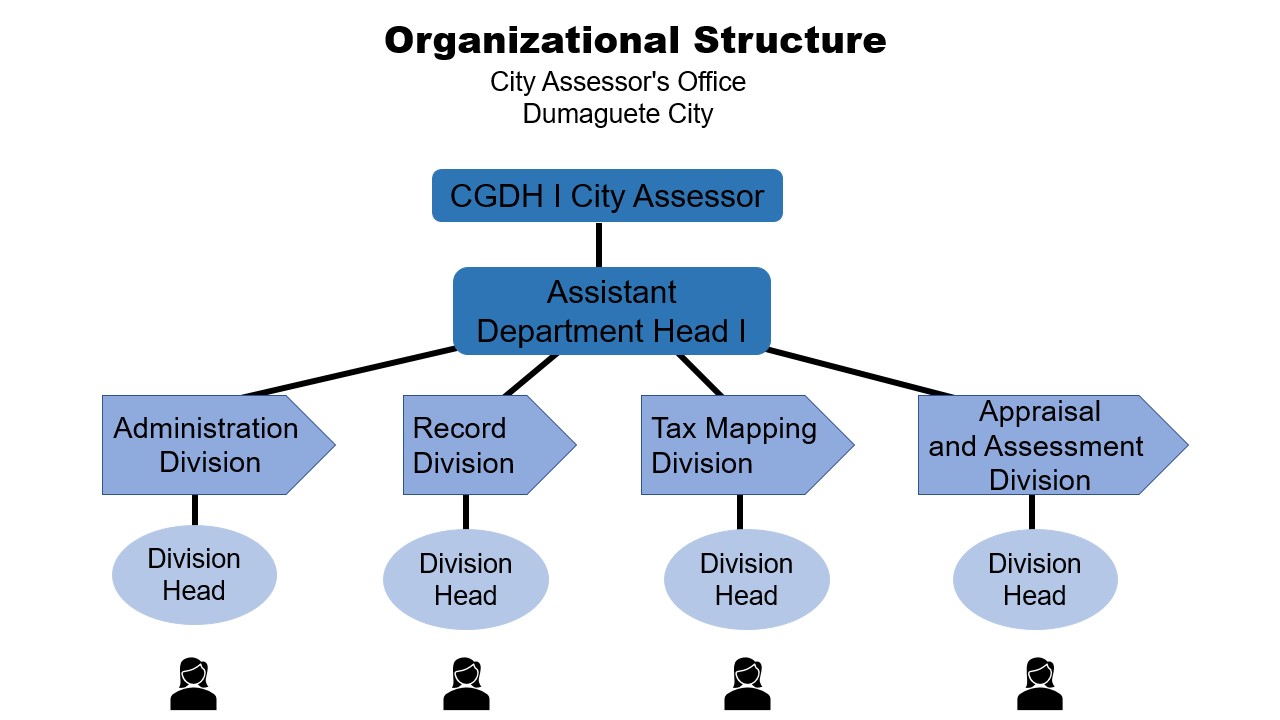 Organizational Structure
City Assessor's Office
Dumaguete City
CGDH I City Assessor
Assistant
Department Head I
Administration
Division
Record
Division
Tax Mapping
Division
Appraisal
and Assessment
Division
Division
Head
Division
Head
Division
Head
Division
Head